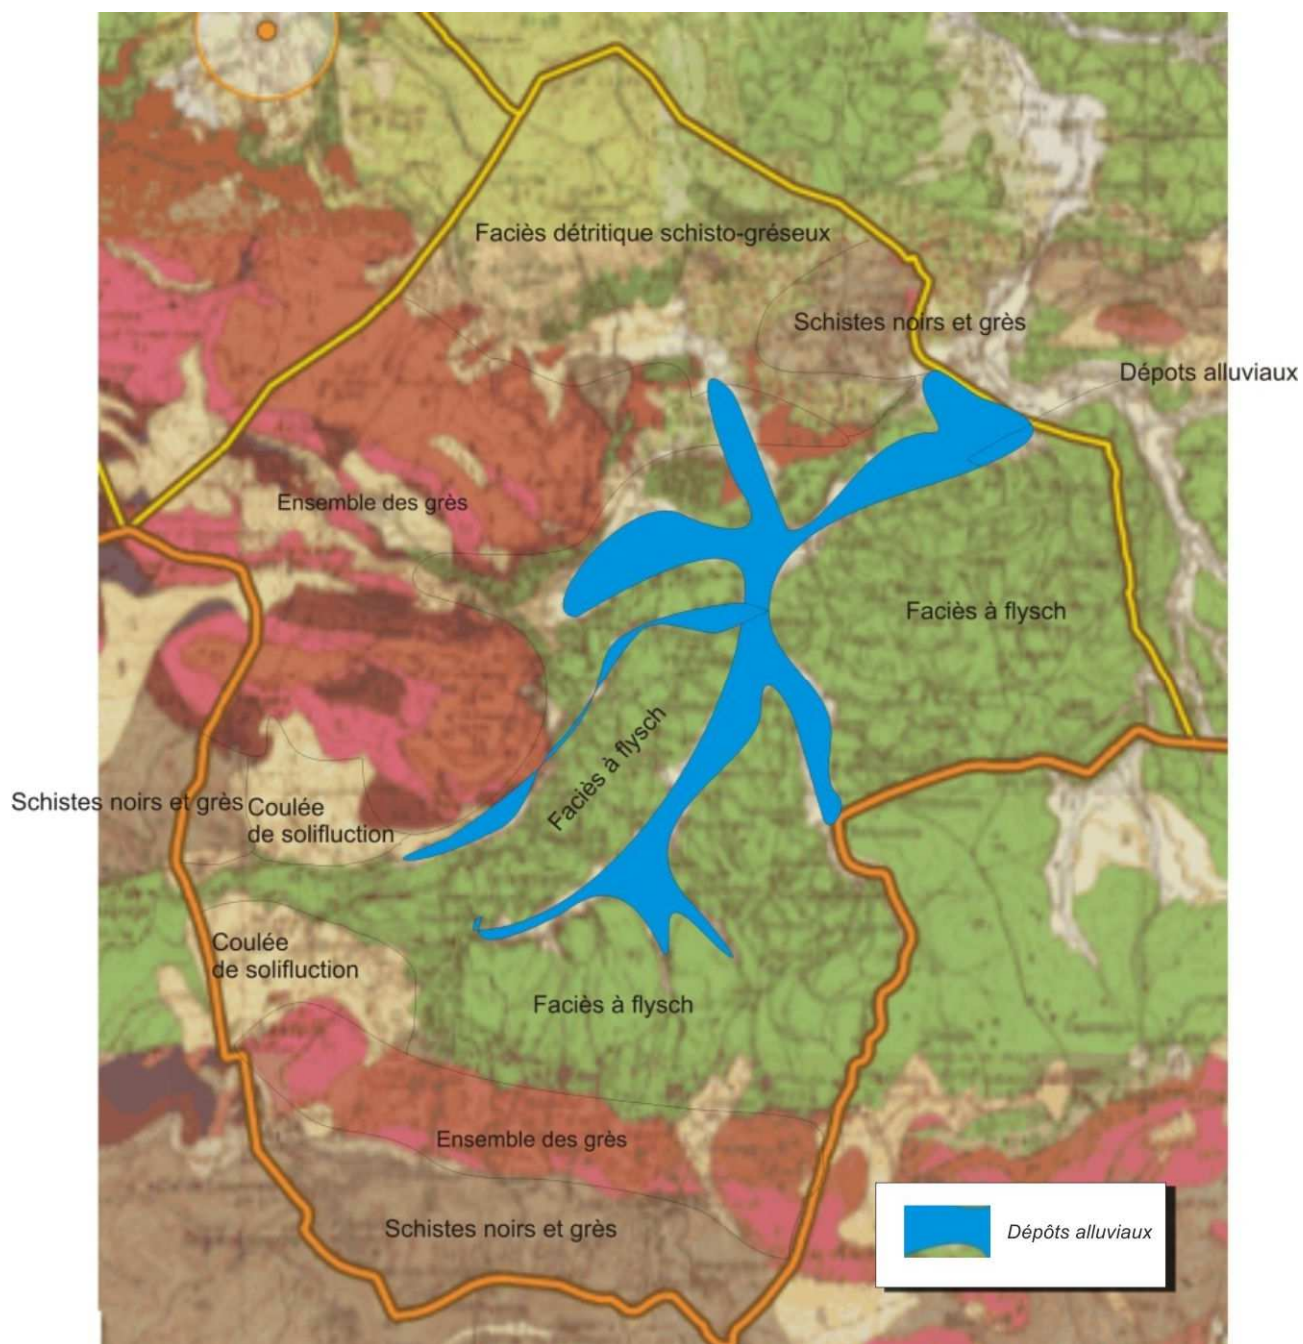 Faciès détritique schisto-gréseux
Schistes noirs et grès
Dépots alluviaux
Ensemble des grès
Faciès à flysch
Faciès à flysch
Schistes noirs et grès
Coulée
de solifluction
Coulée
de solifluction
Faciès à flysch
Ensemble des grès
Schistes noirs et grès
Dépôts alluviaux